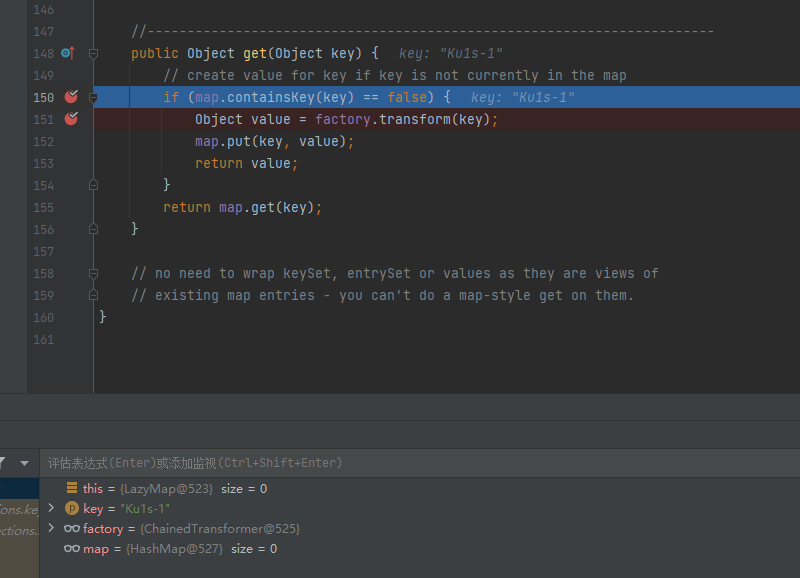 146
147 //----------------------------------------------------------------------
148 public Object get(Object key) { key: "Ku1s-1"
149 // create value for key if key is not currently in the map
150 if (map.containsKey(key) == false) { key: "Ku1s-1"
151 Object value = factory.transform(key);
152 map.put(key, value);
153 return value;
154 }
155 return map.get(key);
156 }
157
158 // no need to wrap keySet, entrySet or values as they are views of
159 // existing map entries - you can't do a map-style get on them.
160 }
161
评估表达式(Enter)或添加监视(Ctrl+Shift+Enter)
this = {LazyMap@523} size = 0
ions.key
key = "Ku1s-1"
ctions.
factory = {ChainedTransformer@525}
map = {HashMap@527} size = 0